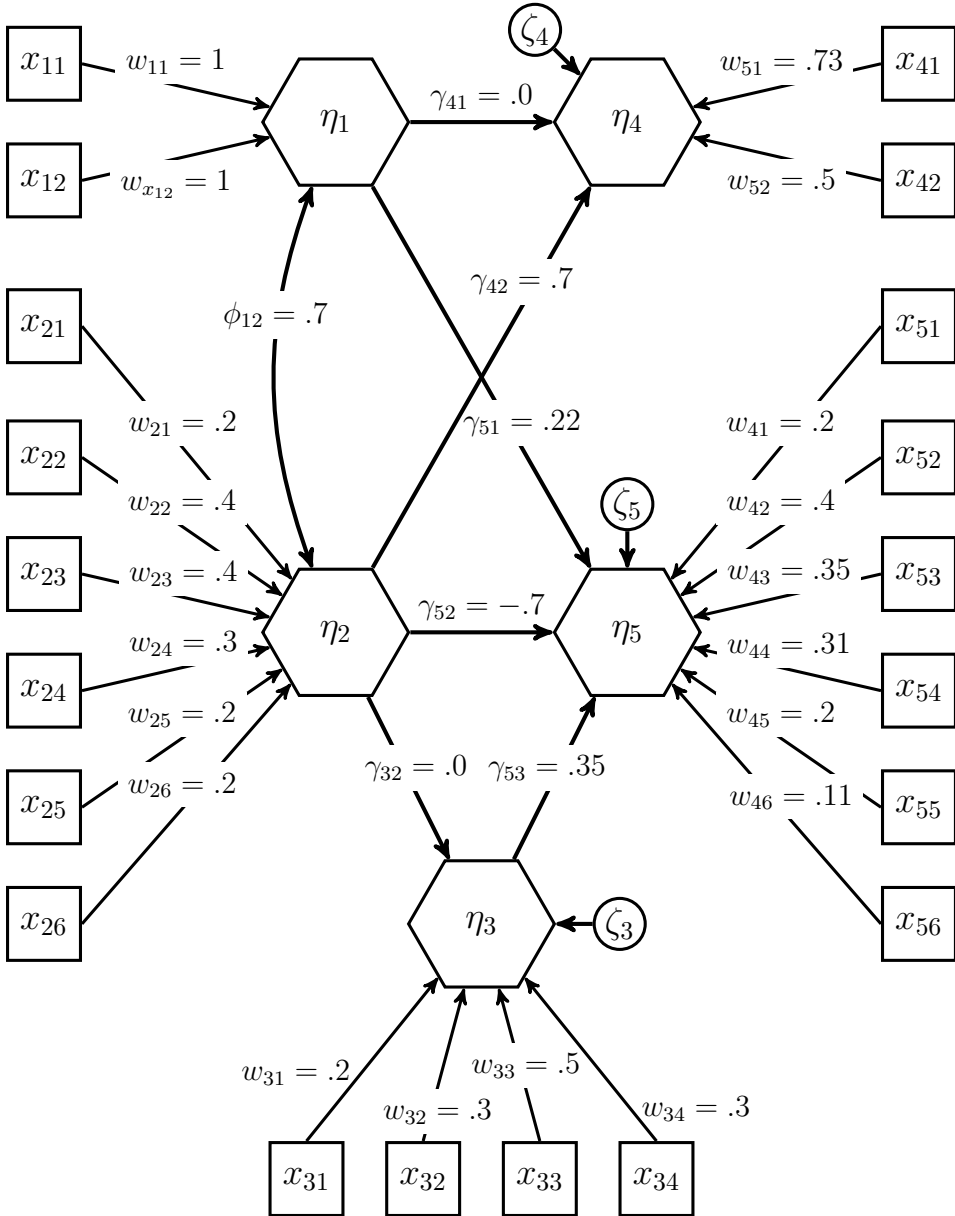 ζ₄
x₁₁ w₁₁ = 1 w₅₁ = .73 x₄₁
η₁ γ₄₁ = .0 η₄
x₁₂ w_{x₁₂} = 1 w₅₂ = .5 x₄₂
γ₄₂ = .7
x₂₁ ϕ₁₂ = .7 x₅₁
w₂₁ = .2 γ₅₁ = .22 w₄₁ = .2
x₂₂ x₅₂
w₂₂ = .4 ζ₅ w₄₂ = .4
x₂₃ w₂₃ = .4 w₄₃ = .35 x₅₃
η₂ γ₅₂ = −.7 η₅
w₂₄ = .3 w₄₄ = .31
x₂₄ x₅₄
w₂₅ = .2 w₄₅ = .2
γ₃₂ = .0 γ₅₃ = .35
w₂₆ = .2 w₄₆ = .11
x₂₅ x₅₅
x₂₆ η₃ ζ₃ x₅₆
w₃₁ = .2 w₃₃ = .5
w₃₂ = .3 w₃₄ = .3
x₃₁ x₃₂ x₃₃ x₃₄